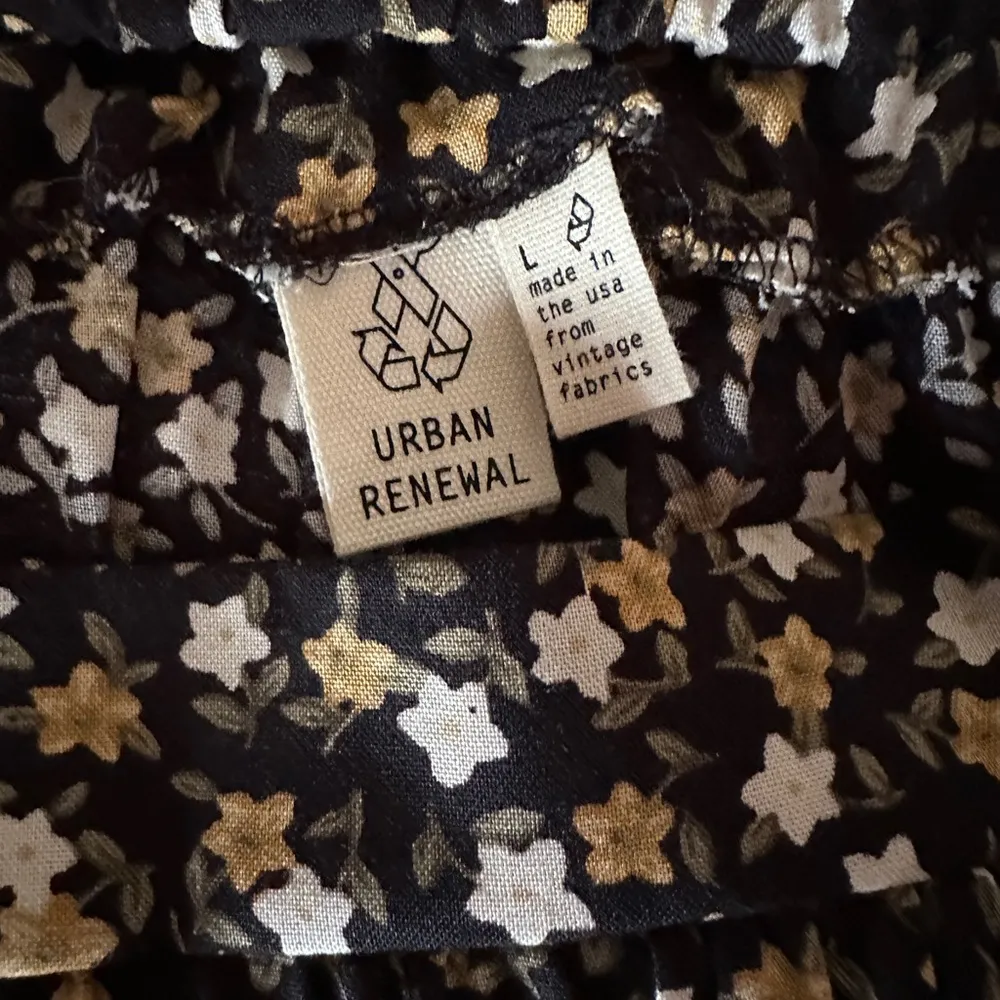 URBAN
RENEWAL
L
made in
the usa
from
vintage
fabrics